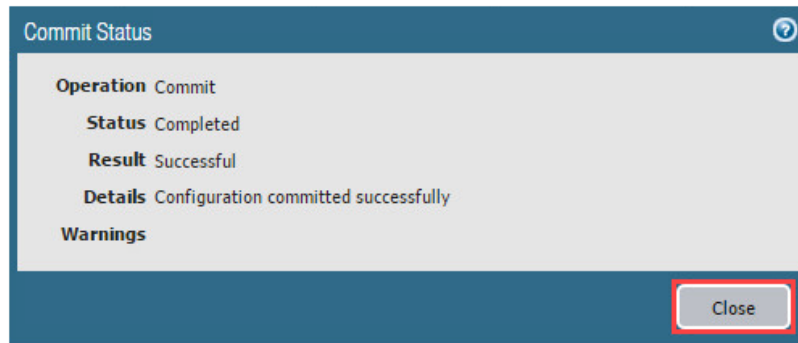 Commit Status
?
Operation Commit
Status Completed
Result Successful
Details Configuration committed successfully
Warnings
Close